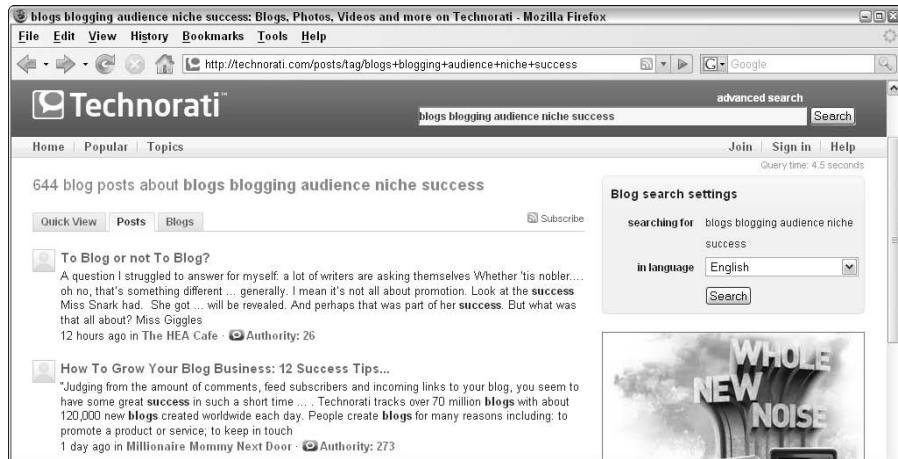 blogs blogging audience niche success: Blogs, Photos, Videos and more on Technorati - Mozilla Firefox
File Edit View History Bookmarks Tools Help
http://technorati.com/posts/tag/blogs+blogging+audience+niche+success
G Google
Technorati™
advanced search
blogs blogging audience niche success Search
Home Popular Topics Join Sign in Help
Query time: 4.5 seconds
644 blog posts about blogs blogging audience niche success
Quick View Posts Blogs Subscribe
To Blog or not To Blog?
A question I struggled to answer for myself: a lot of writers are asking themselves Whether 'tis nobler....
oh no, that's something different ... generally. I mean it's not all about promotion. Look at the success
Miss Snark had. She got ... will be revealed. And perhaps that was part of her success. But what was
that all about? Miss Giggles
12 hours ago in The HEA Cafe · Authority: 26
How To Grow Your Blog Business: 12 Success Tips...
"Judging from the amount of comments, feed subscribers and incoming links to your blog, you seem to
have some great success in such a short time ... . Technorati tracks over 70 million blogs with about
120,000 new blogs created worldwide each day. People create blogs for many reasons including: to
promote a product or service; to keep in touch
1 day ago in Millionaire Mommy Next Door · Authority: 273
Blog search settings
searching for blogs blogging audience niche
success
in language English
Search
WHOLE
NEW
NOISE